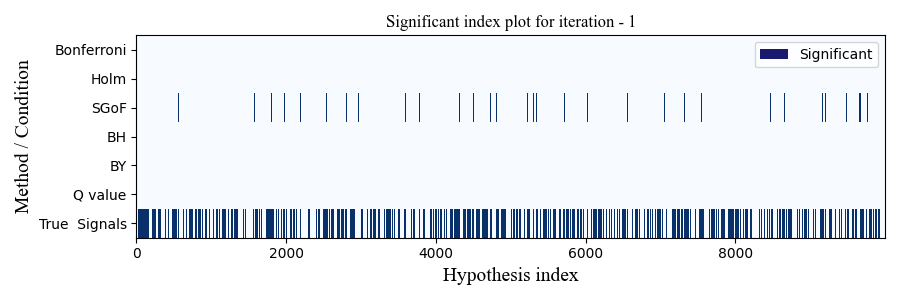 Significant index plot for iteration - 1
Significant
Method / Condition
Bonferroni
Holm
SGoF
BH
BY
Q value
True  Signals
0 2000 4000 6000 8000
Hypothesis index